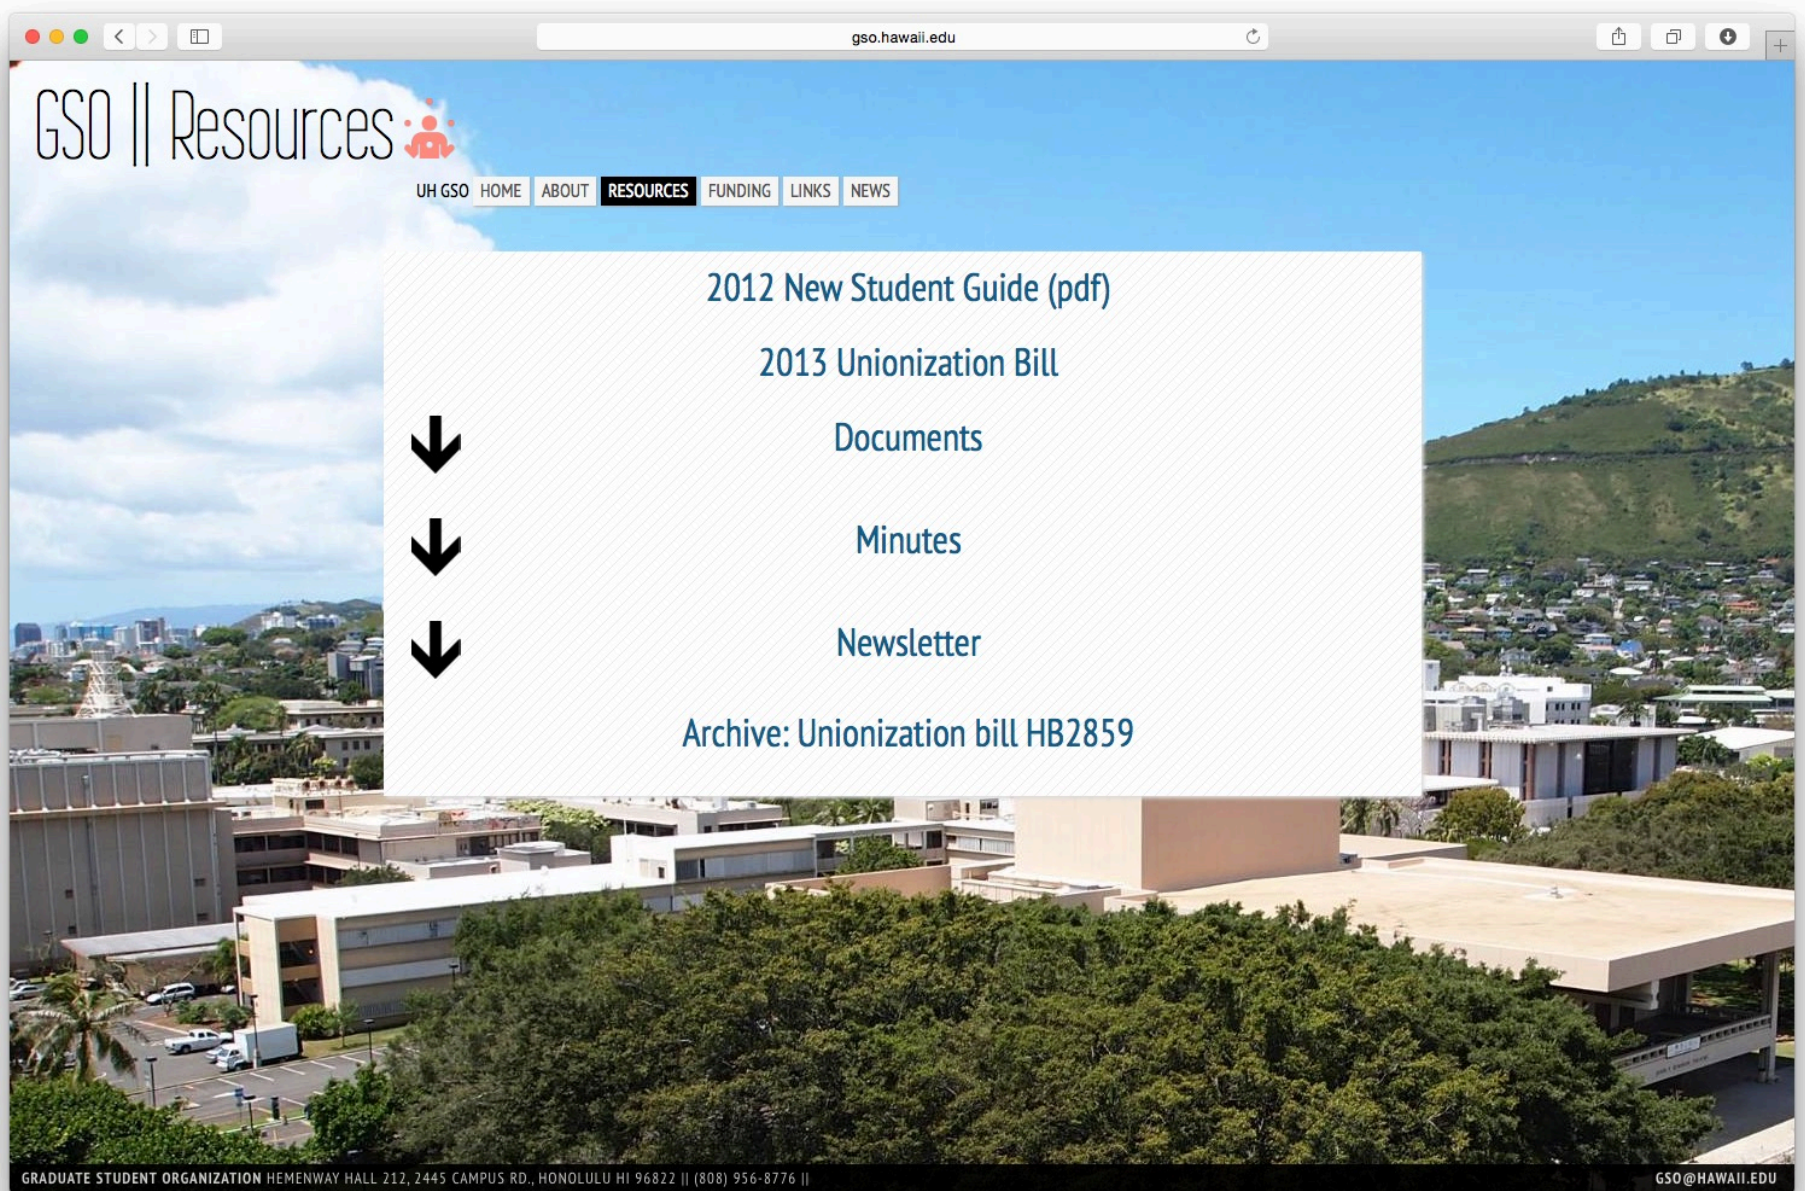 gso.hawaii.edu
GSO || Resources
UH GSO HOME ABOUT RESOURCES FUNDING LINKS NEWS
2012 New Student Guide (pdf)
2013 Unionization Bill
Documents
Minutes
Newsletter
Archive: Unionization bill HB2859
GRADUATE STUDENT ORGANIZATION HEMENWAY HALL 212, 2445 CAMPUS RD., HONOLULU HI 96822 || (808) 956-8776 || GSO@HAWAII.EDU